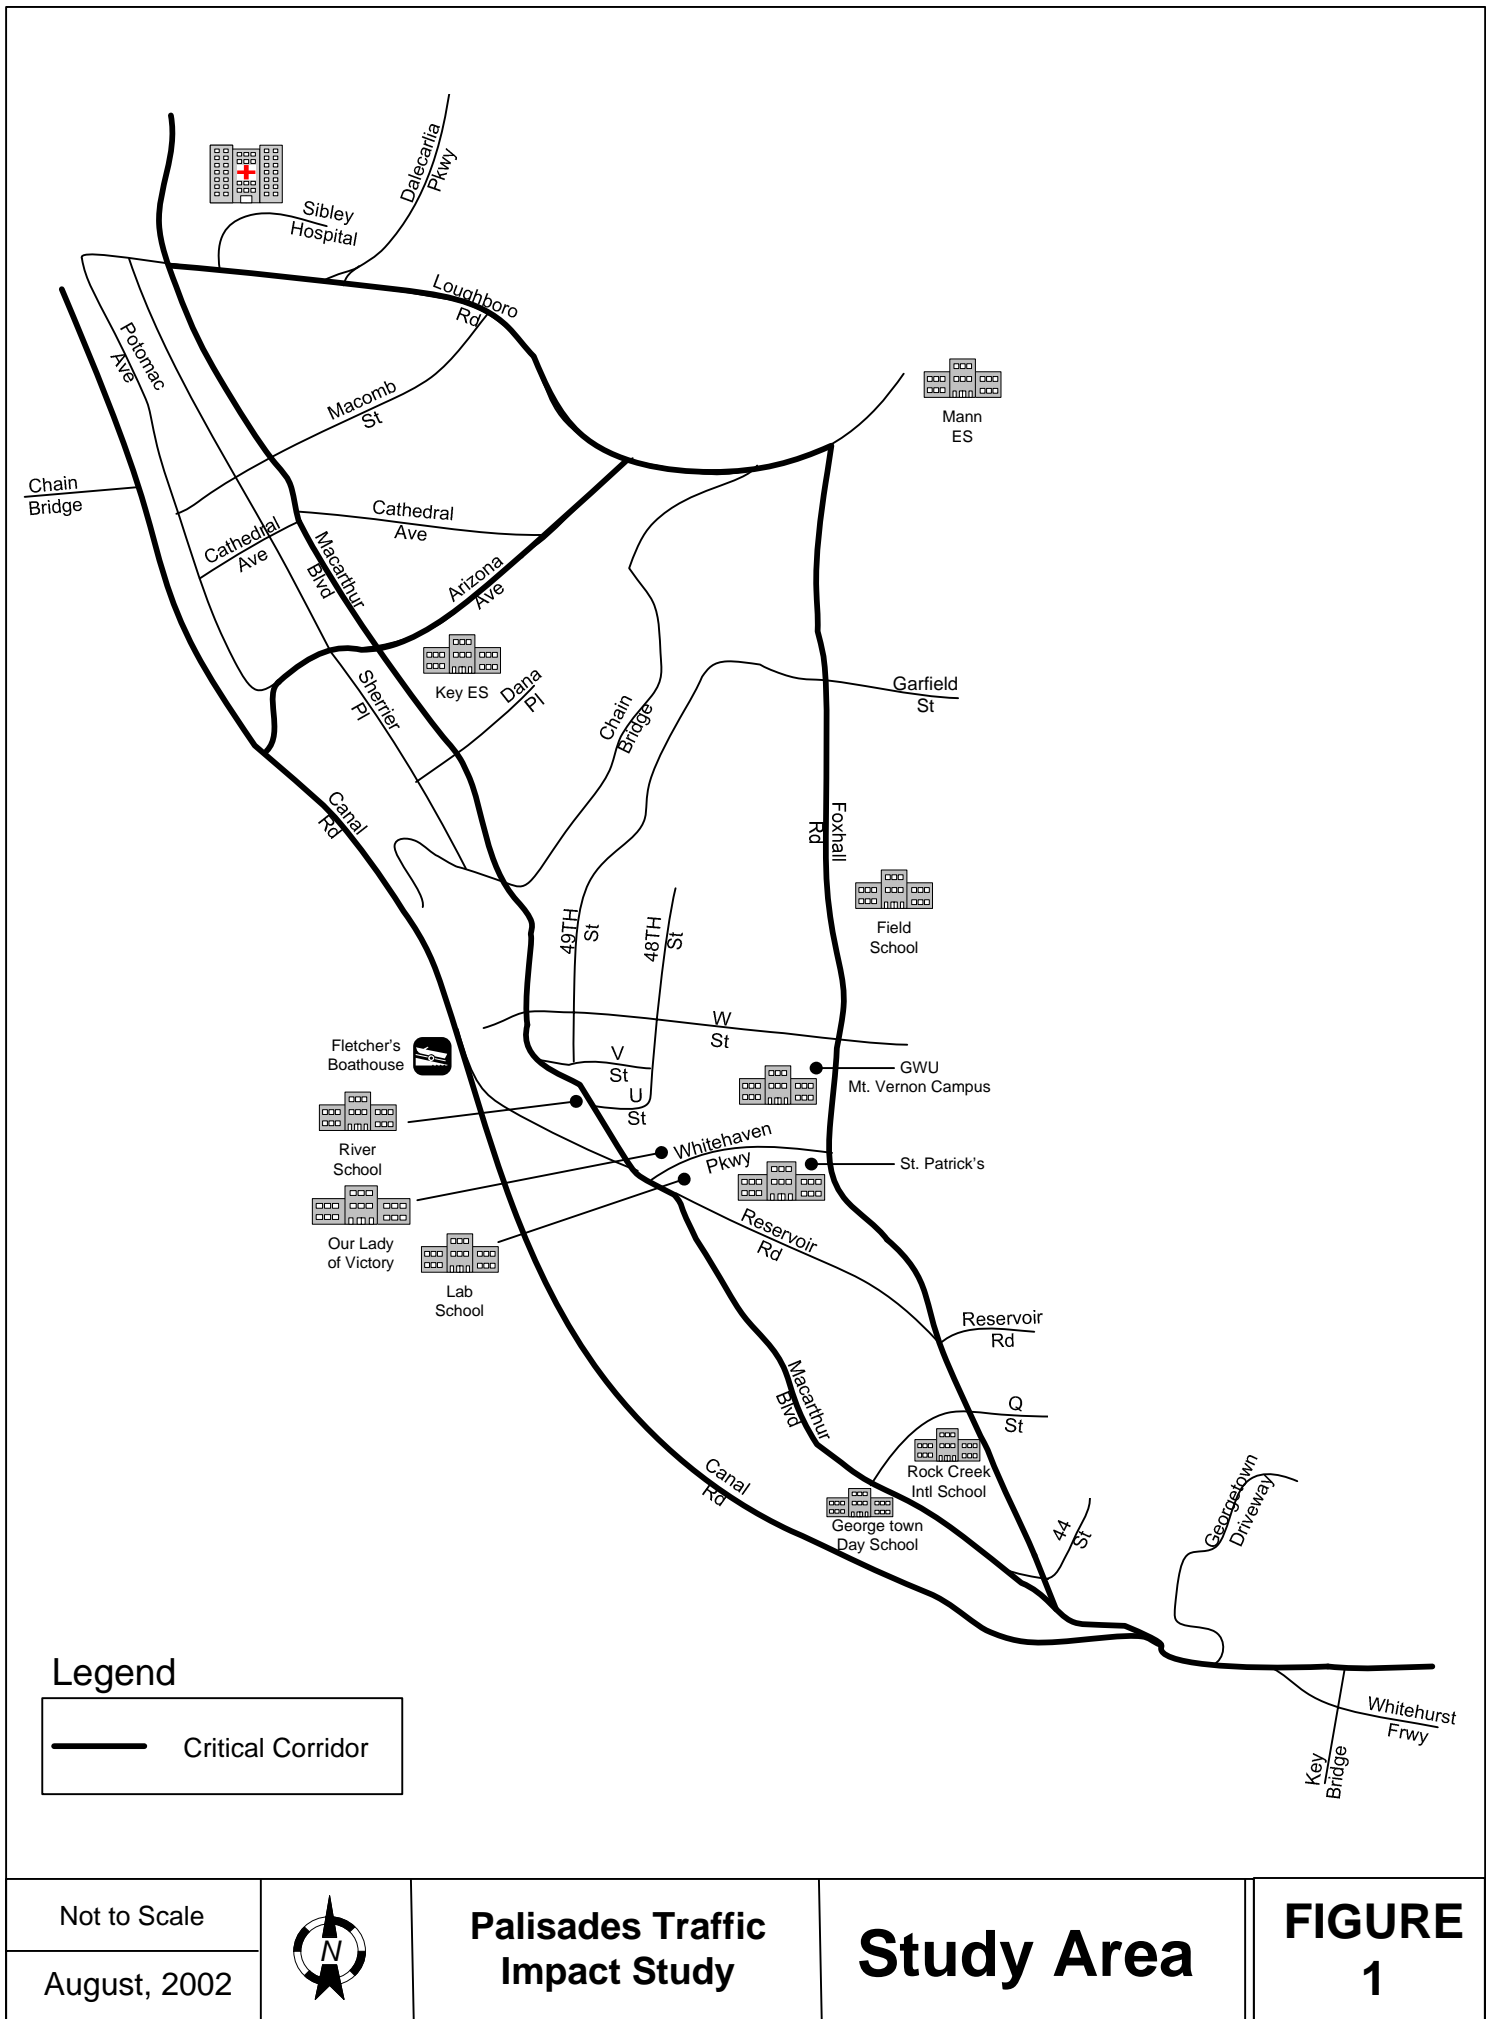 Dalecarlia
Pkwy
Sibley
Hospital
Loughboro
Rd
Potomac
Ave
Macomb
St
Mann
ES
Chain
Bridge
Cathedral
Ave
Cathedral
Ave
Macarthur
Blvd
Arizona
Ave
Key ES
Dana
Pl
Sherrier
Pl
Chain
Bridge
Garfield
St
Canal
Rd
Foxhall
Rd
Field
School
49TH
St
48TH
St
W
St
Fletcher's
Boathouse
V
St
GWU
Mt. Vernon Campus
U
St
River
School
Whitehaven
Pkwy
St. Patrick's
Our Lady
of Victory
Reservoir
Rd
Lab
School
Reservoir
Rd
Macarthur
Blvd
Q
St
Rock Creek
Intl School
Canal
Rd
George town
Day School
44
St
Georgetown
Driveway
Whitehurst
Frwy
Key
Bridge
Legend
Critical Corridor
Not to Scale
August, 2002
N
Palisades Traffic
Impact Study
Study Area
FIGURE
1